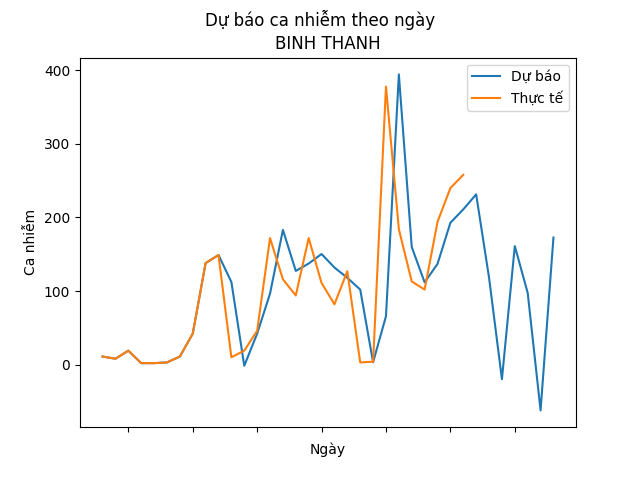 Dự báo ca nhiễm theo ngày
BINH THANH
Dự báo
Thực tế
400
300
200
100
0
Ca nhiễm
Ngày